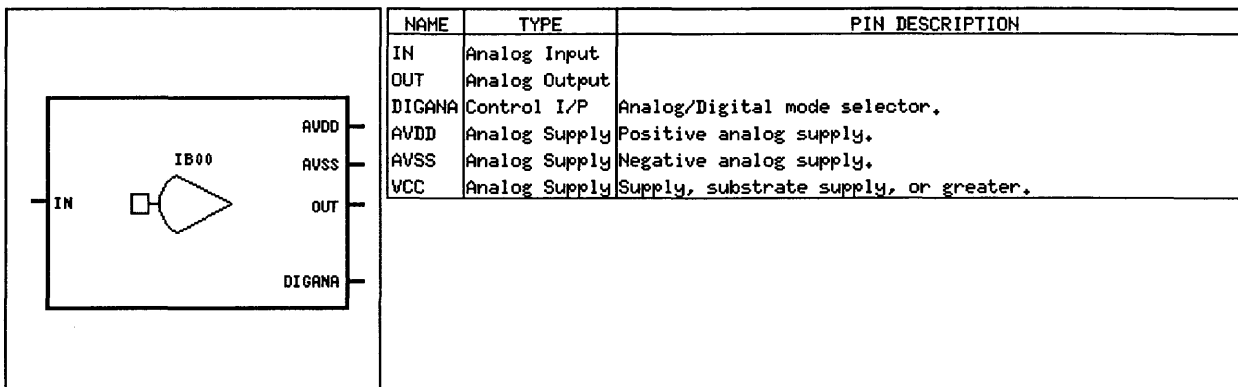 AVDD
IB00
AVSS
IN
OUT
DIGANA
NAME TYPE PIN DESCRIPTION
IN Analog Input
OUT Analog Output
DIGANA Control I/P Analog/Digital mode selector.
AVDD Analog Supply Positive analog supply.
AVSS Analog Supply Negative analog supply.
VCC Analog Supply Supply, substrate supply, or greater.